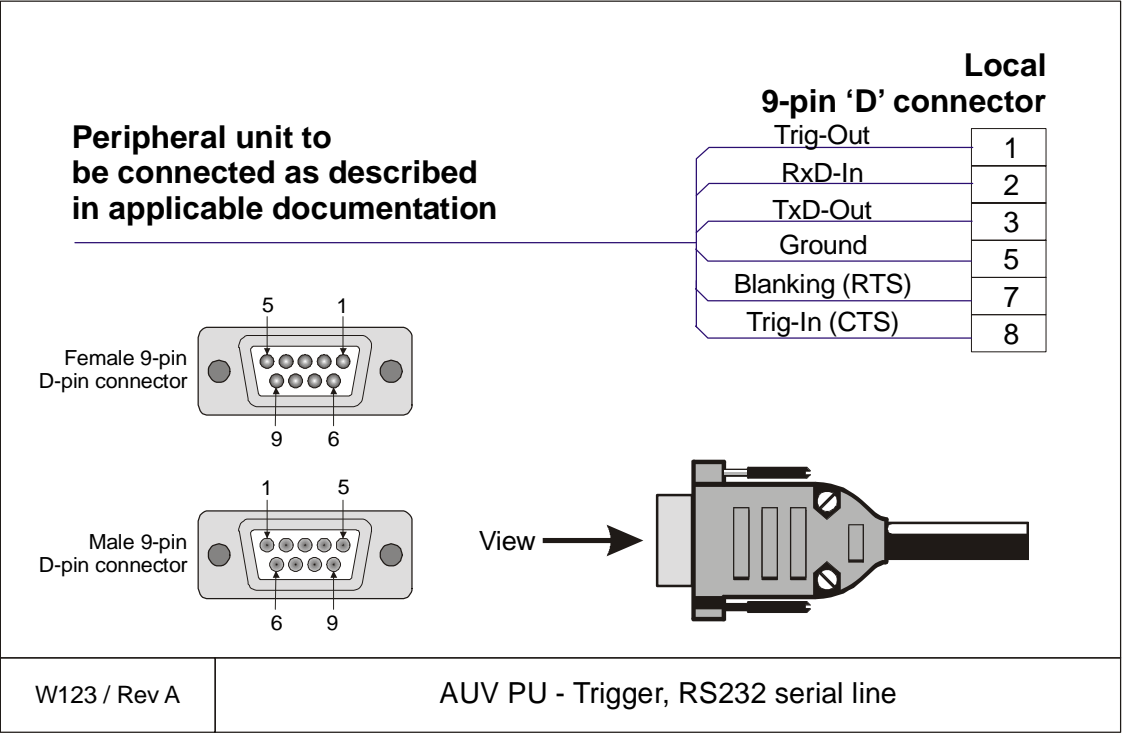 Local
9-pin ‘D’ connector
Peripheral unit to
be connected as described
in applicable documentation
Trig-Out 1
RxD-In 2
TxD-Out 3
Ground 5
Blanking (RTS) 7
Trig-In (CTS) 8
5 1
Female 9-pin
D-pin connector
9 6
1 5
Male 9-pin
D-pin connector
6 9
View
W123 / Rev A
AUV PU - Trigger, RS232 serial line